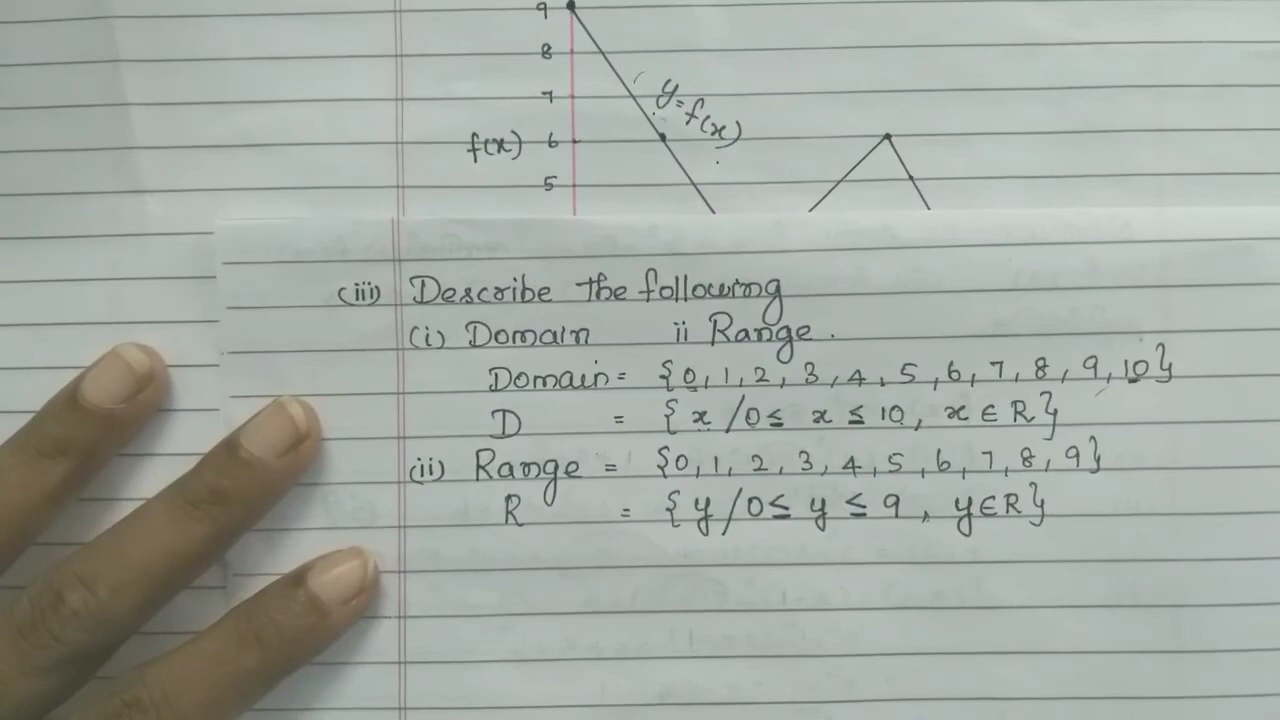 9
8
7
y=f(x)
f(x) 6
5
(iii) Describe the following
(i) Domain ii Range.
Domain = {0, 1, 2, 3, 4, 5, 6, 7, 8, 9, 10}
D = {x /0≤ x ≤ 10, x ∈ R}
(ii) Range = {0, 1, 2, 3, 4, 5, 6, 7, 8, 9}
R = {y /0≤ y ≤ 9, y∈R}